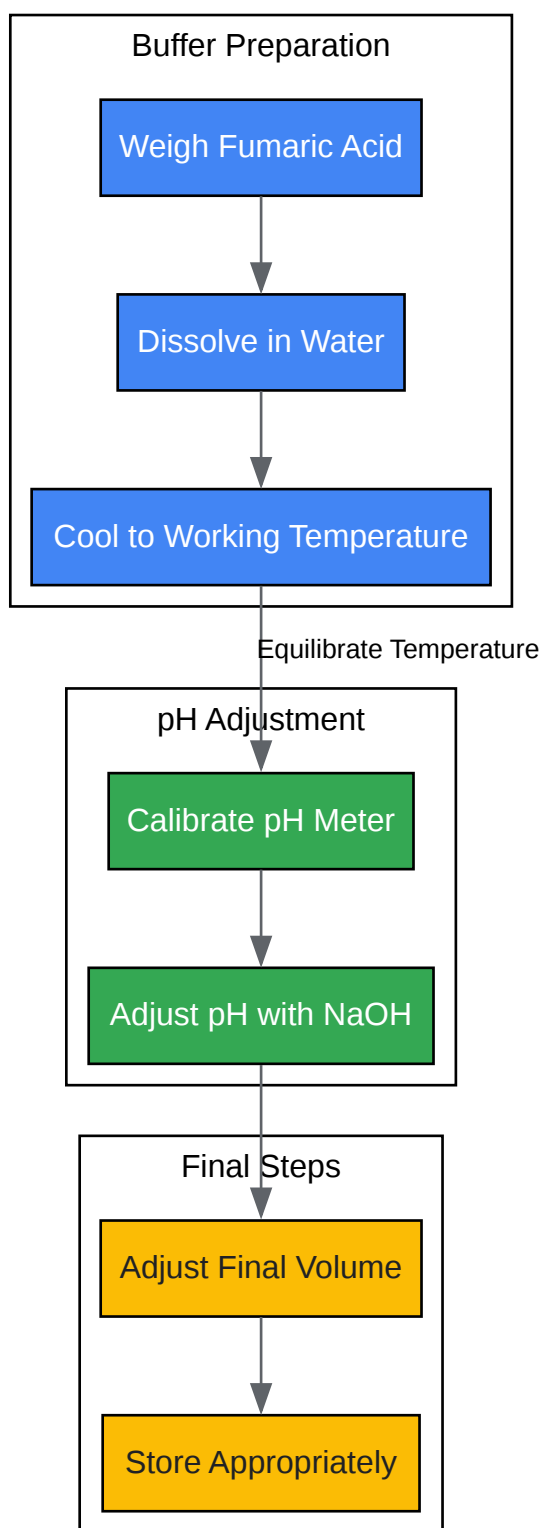 Buffer Preparation
Weigh Fumaric Acid
Dissolve in Water
Cool to Working Temperature
Equilibrate Temperature
pH Adjustment
Calibrate pH Meter
Adjust pH with NaOH
Final Steps
Adjust Final Volume
Store Appropriately